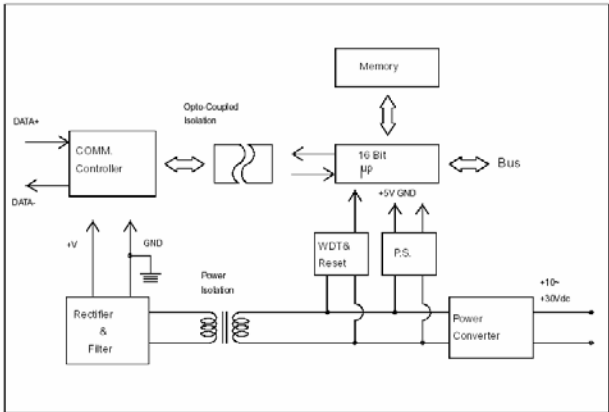 Memory
Opto-Coupled
Isolation
DATA+
COMM.
Controller
16 Bit
μp
Bus
DATA-
+5V GND
+V
GND
WDT&
Reset
P.S.
Power
Isolation
+10~
+30Vdc
Rectifier
&
Filter
Power
Converter